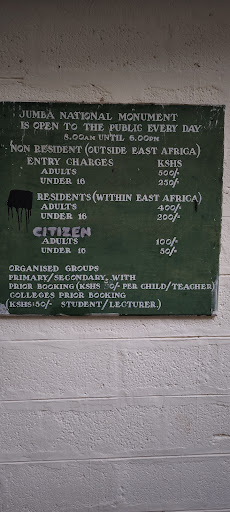 JUMBA NATIONAL MONUMENT
IS OPEN TO THE PUBLIC EVERY DAY
8.00AM UNTIL 6.00PM
NON RESIDENT (OUTSIDE EAST AFRICA)
ENTRY CHARGES KSHS
ADULTS 500/-
UNDER 16 250/-
RESIDENTS (WITHIN EAST AFRICA)
ADULTS 400/-
UNDER 16 200/-
CITIZEN
ADULTS 100/-
UNDER 16 50/-
ORGANISED GROUPS
PRIMARY/SECONDARY, WITH
PRIOR BOOKING (KSHS /- PER CHILD/TEACHER)
COLLEGES PRIOR BOOKING
(KSHS 50/- STUDENT/LECTURER.)